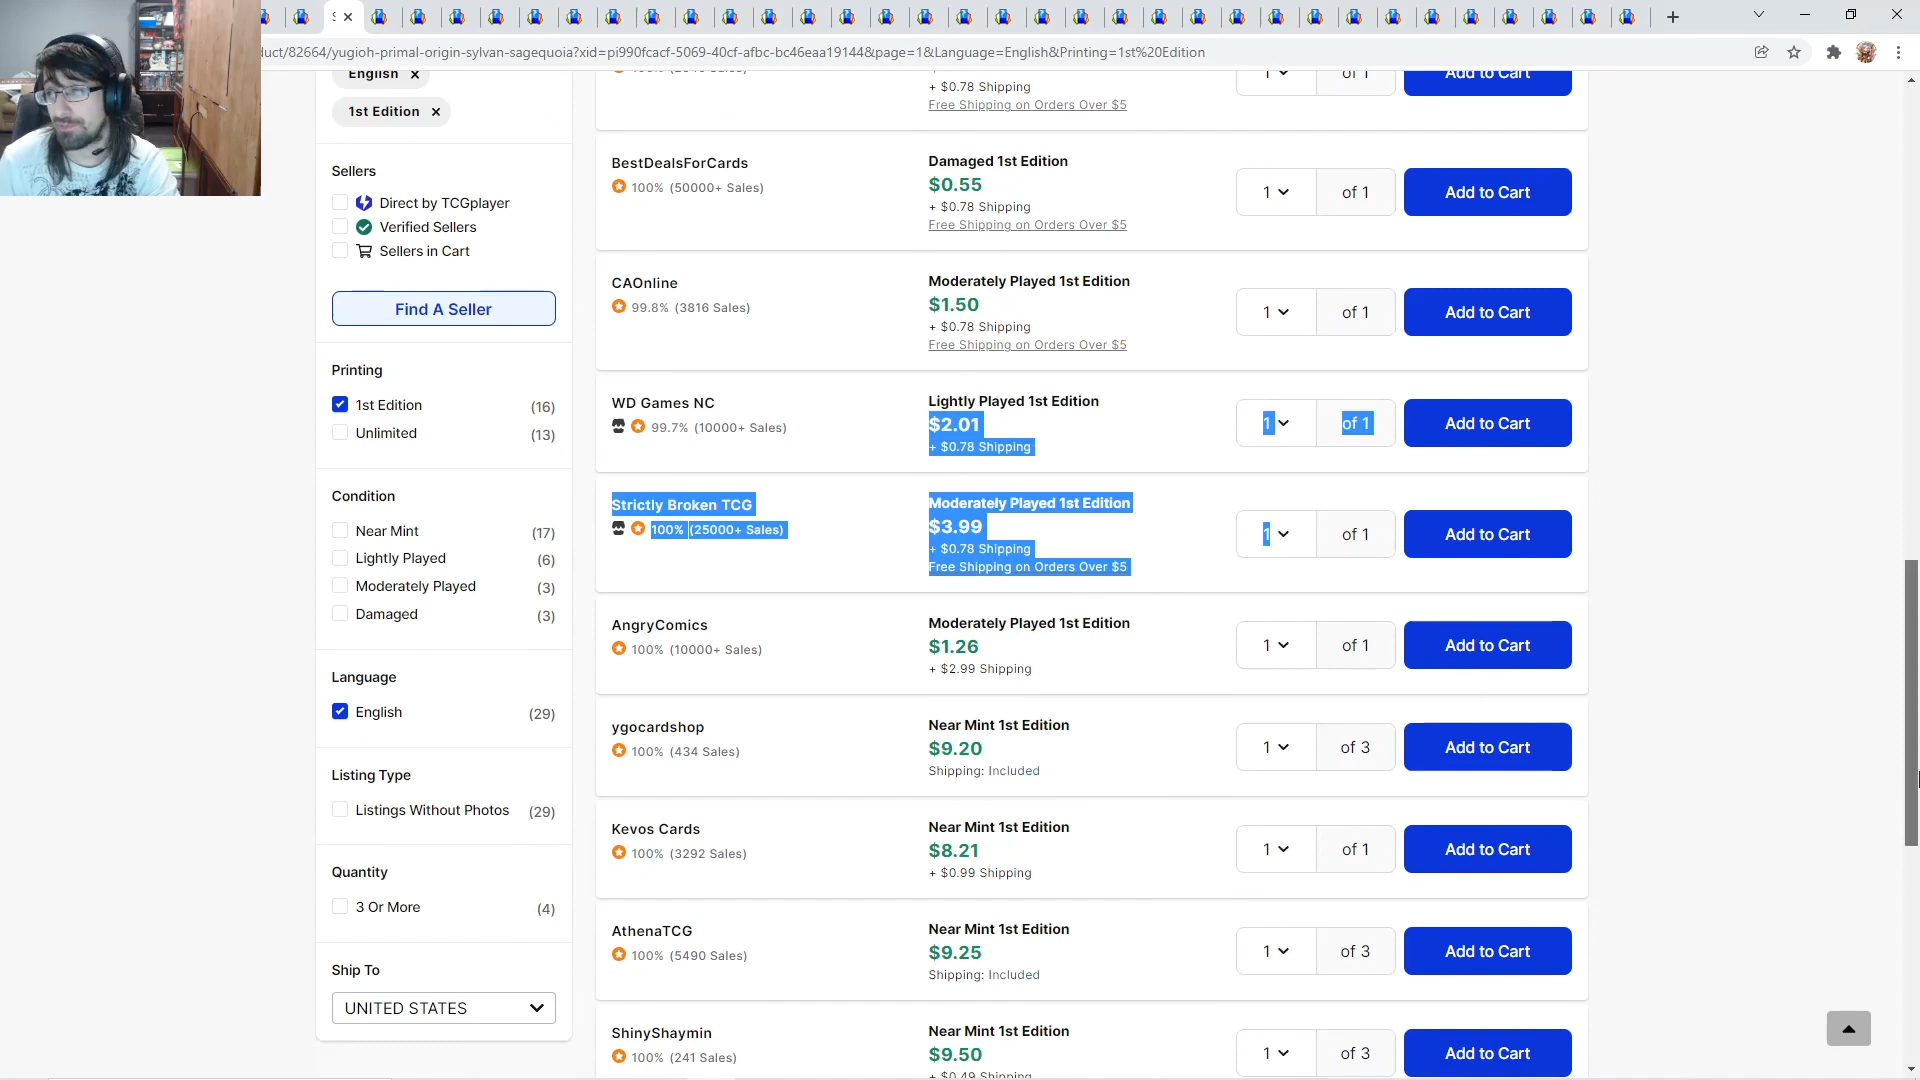 duct/82664/yugioh-primal-origin-sylvan-sagequoia?xid=pi990fcacf-5069-40cf-afbc-bc46eaa19144&page=1&Language=English&Printing=1st%20Edition
English
1st Edition
Sellers
Direct by TCGplayer
Verified Sellers
Sellers in Cart
Find A Seller
Printing
1st Edition (16)
Unlimited (13)
Condition
Near Mint (17)
Lightly Played (6)
Moderately Played (3)
Damaged (3)
Language
English (29)
Listing Type
Listings Without Photos (29)
Quantity
3 Or More (4)
Ship To
UNITED STATES
1 of 1 Add to Cart
+ $0.78 Shipping
Free Shipping on Orders Over $5
BestDealsForCards
100% (50000+ Sales)
Damaged 1st Edition
$0.55
+ $0.78 Shipping
Free Shipping on Orders Over $5
1 of 1 Add to Cart
CAOnline
99.8% (3816 Sales)
Moderately Played 1st Edition
$1.50
+ $0.78 Shipping
Free Shipping on Orders Over $5
1 of 1 Add to Cart
WD Games NC
99.7% (10000+ Sales)
Lightly Played 1st Edition
$2.01
+ $0.78 Shipping
1 of 1 Add to Cart
Strictly Broken TCG
100% (25000+ Sales)
Moderately Played 1st Edition
$3.99
+ $0.78 Shipping
Free Shipping on Orders Over $5
1 of 1 Add to Cart
AngryComics
100% (10000+ Sales)
Moderately Played 1st Edition
$1.26
+ $2.99 Shipping
1 of 1 Add to Cart
ygocardshop
100% (434 Sales)
Near Mint 1st Edition
$9.20
Shipping: Included
1 of 3 Add to Cart
Kevos Cards
100% (3292 Sales)
Near Mint 1st Edition
$8.21
+ $0.99 Shipping
1 of 1 Add to Cart
AthenaTCG
100% (5490 Sales)
Near Mint 1st Edition
$9.25
Shipping: Included
1 of 3 Add to Cart
ShinyShaymin
100% (241 Sales)
Near Mint 1st Edition
$9.50
+ $0.49 Shipping
1 of 3 Add to Cart